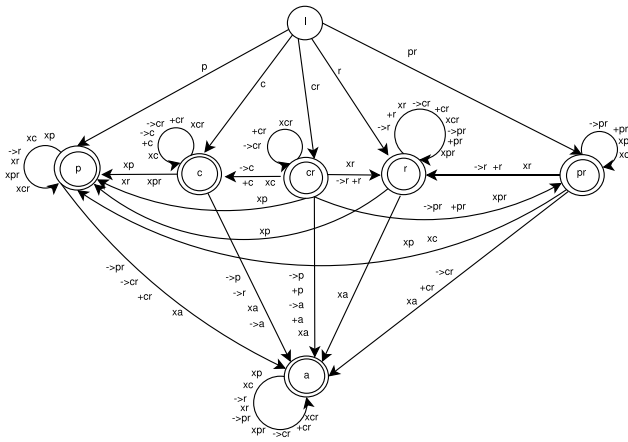 I
p
c
cr
r
pr
xc xp
->r
xr
xpr
xcr
p
->cr +cr
->c xcr
+c
xc
c
+cr xcr
->cr
cr
xr ->cr +cr
+r xcr
->r ->pr
+pr
xpr
r
->pr
+pr
pr
xp
xr xpr
->c
+c xc
xr
->r +r
->r +r xr
xp
xp
->pr +pr xpr
xp xc
->pr
->cr
+cr
xa
->p
->r
xa
->a
->p
+p
->a
+a
xa
xa
->cr
+cr
xa
a
xp
xc
->r
xr
->pr
xpr ->cr +cr
xcr